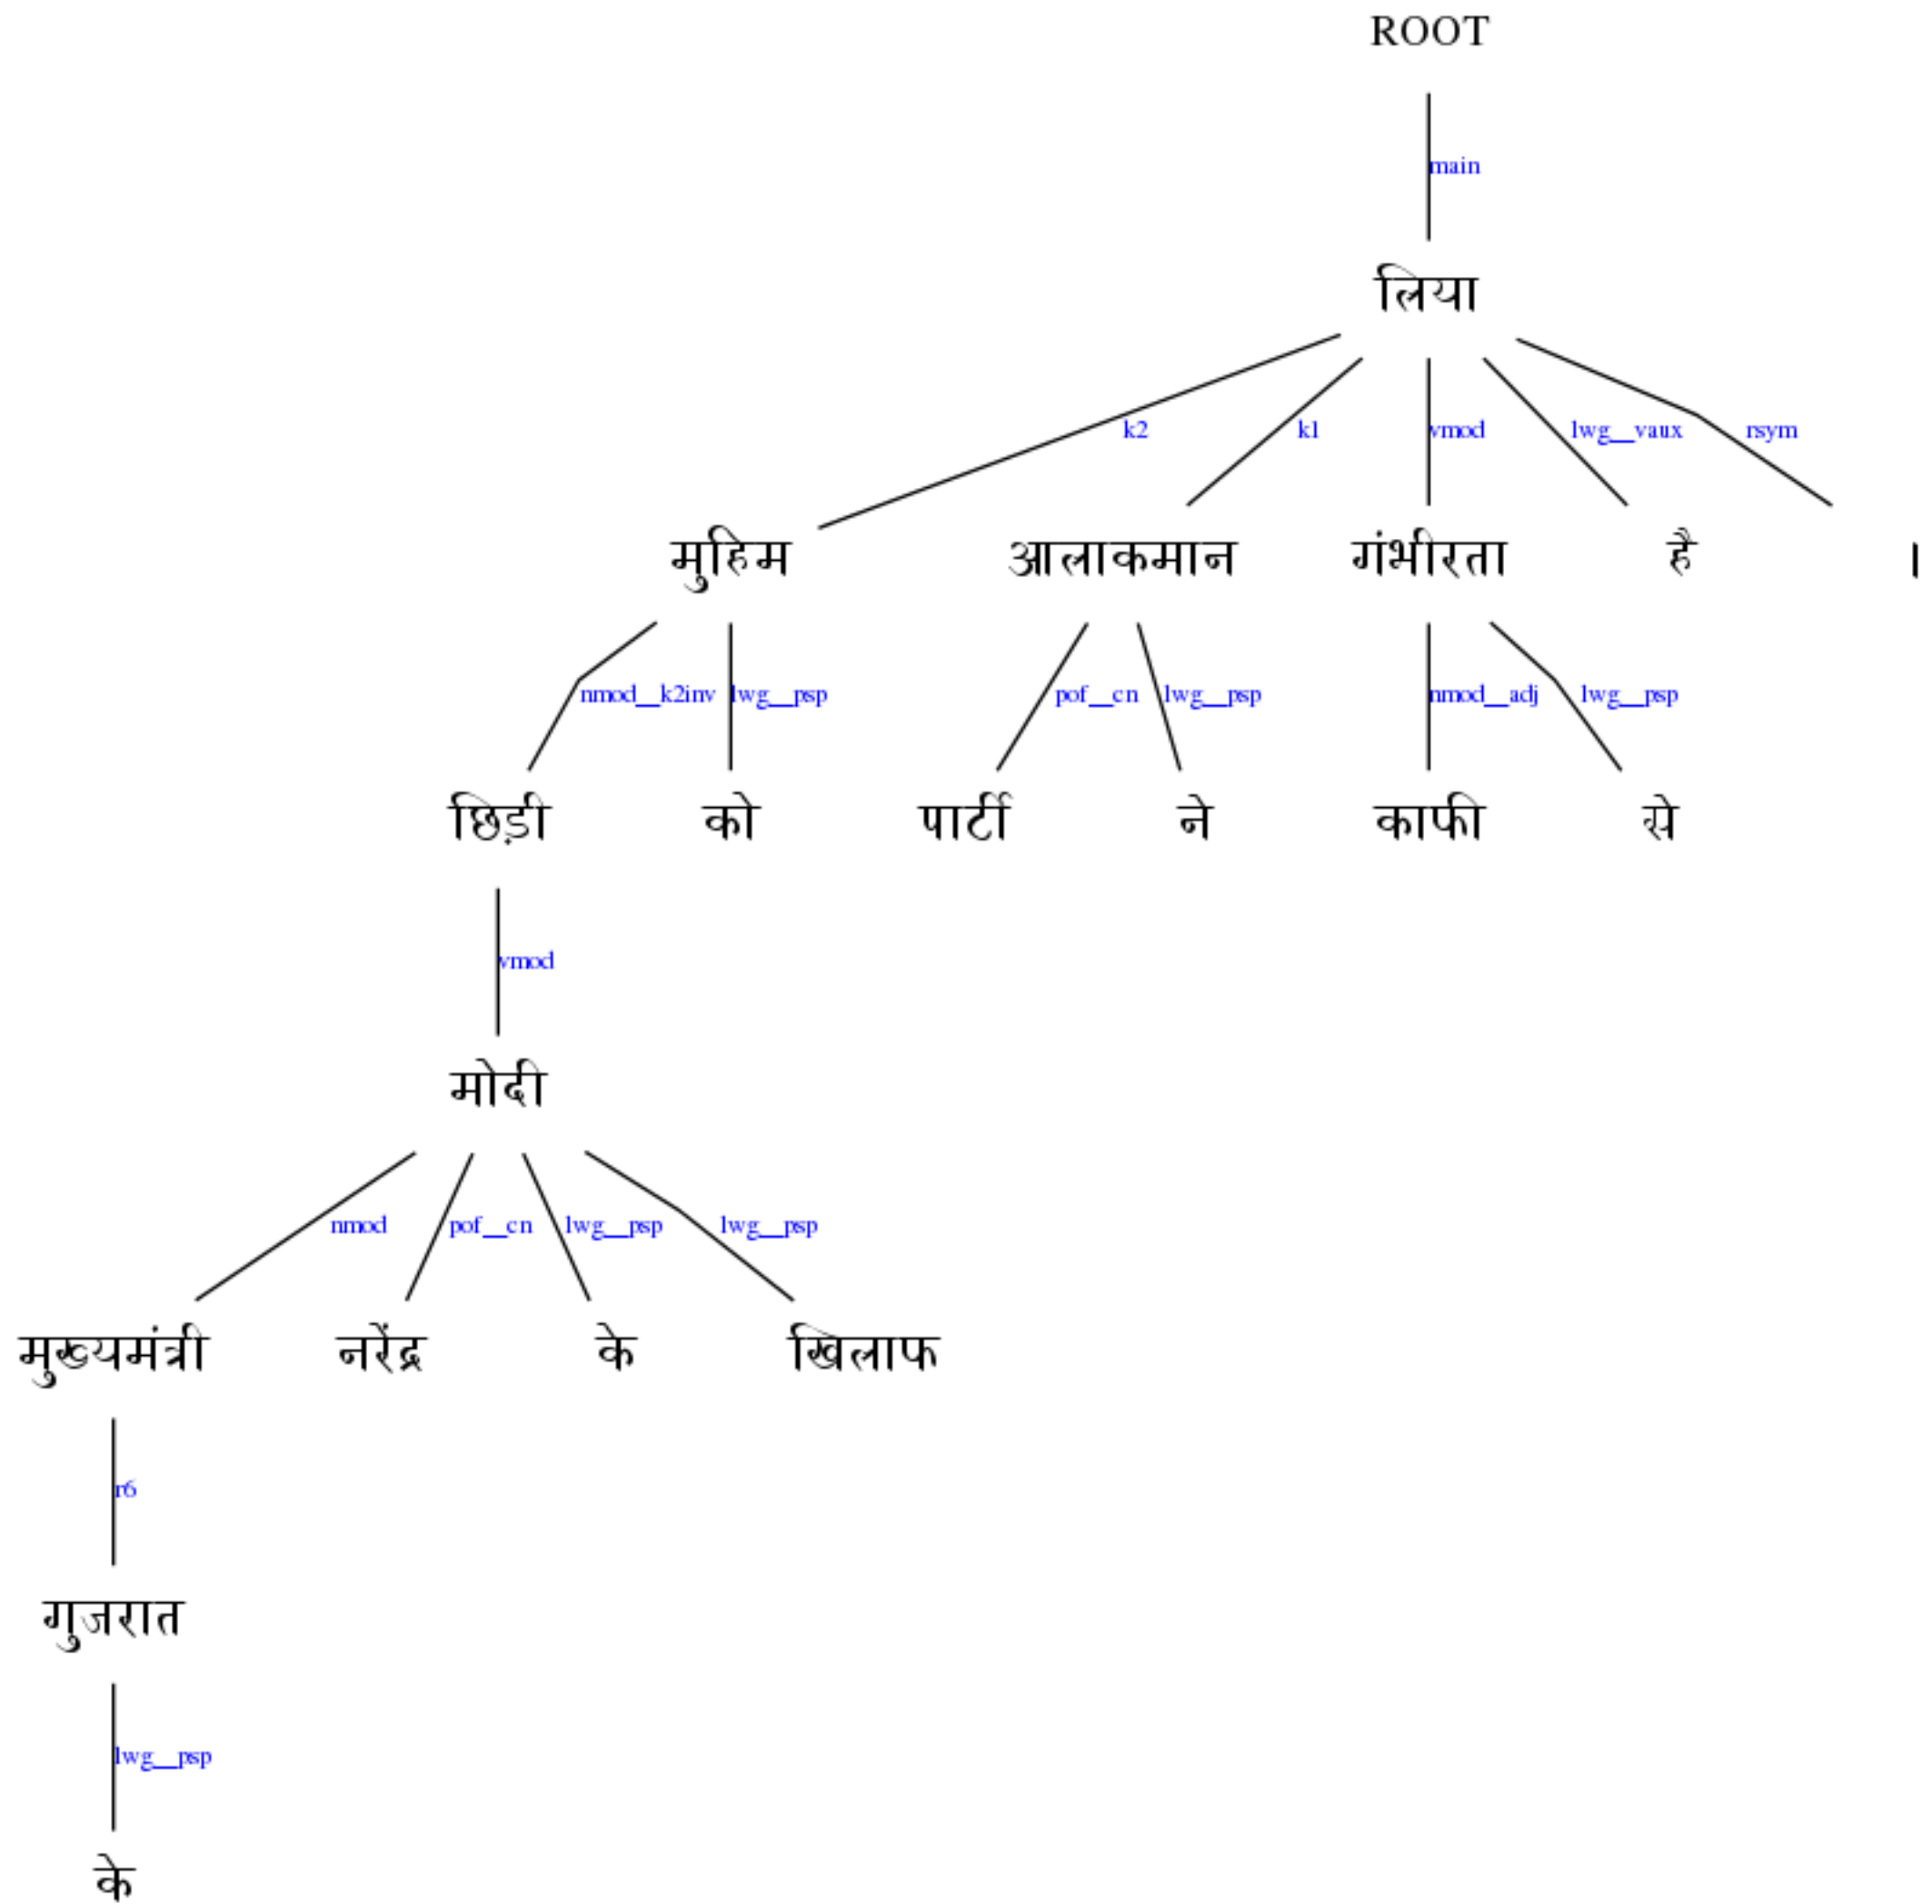 ROOT
main
लिया
k2 k1 vmod lwg__vaux rsym
मुहिम आलाकमान गंभीरता है ।
nmod__k2inv lwg__psp pof__cn lwg__psp nmod__adj lwg__psp
छिड़ी को पार्टी ने काफी से
vmod
मोदी
nmod pof__cn lwg__psp lwg__psp
मुख्यमंत्री नरेंद्र के खिलाफ
r6
गुजरात
lwg__psp
के